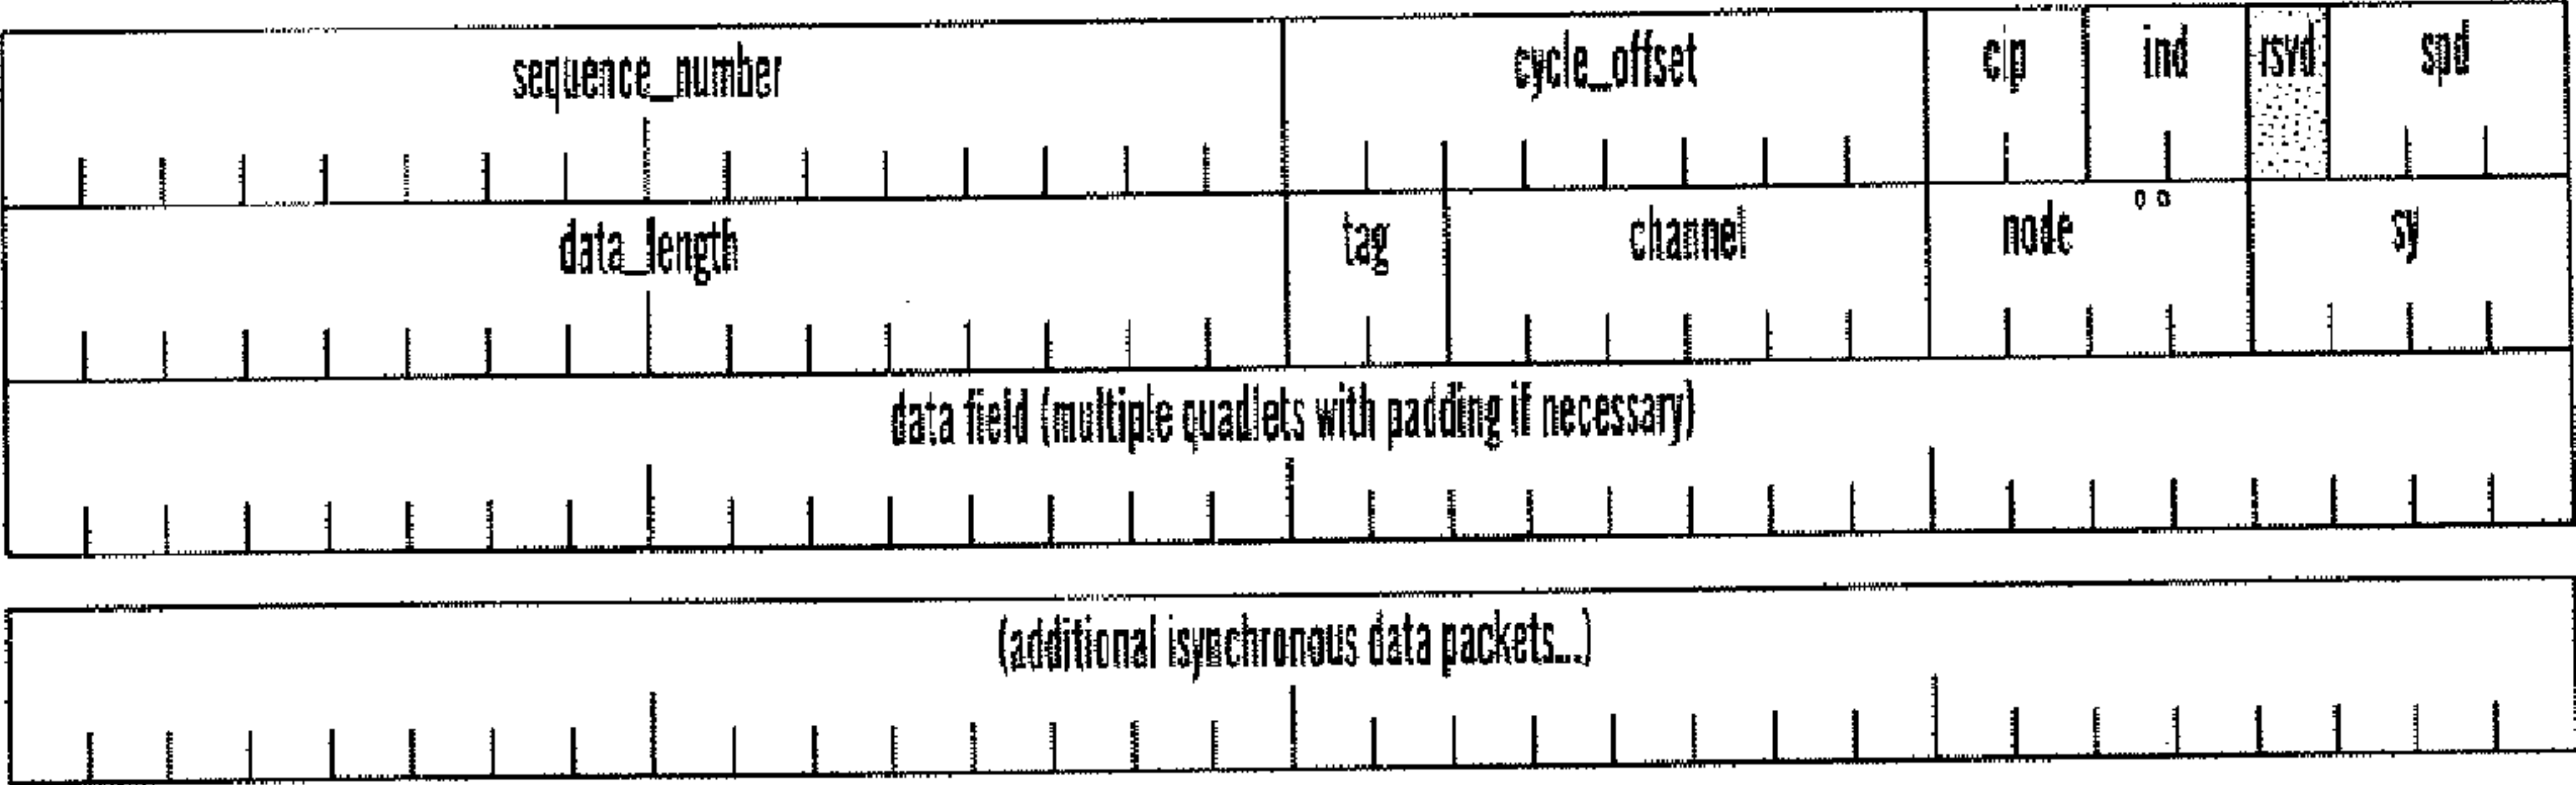 sequence_number cycle_offset cip ind rsvd spd
data_length tag channel node sy
data field (multiple quadlets with padding if necessary)
(additional isynchronous data packets...)